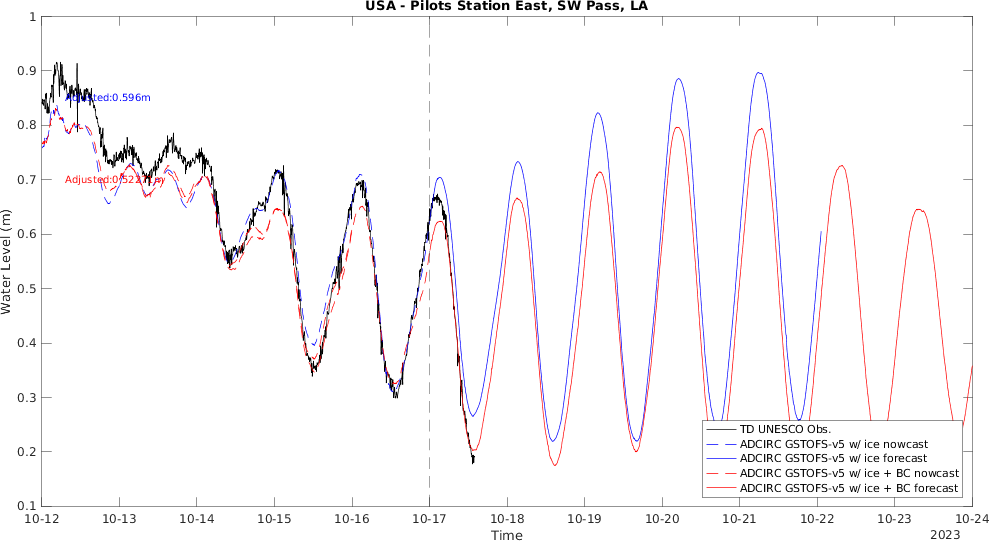 USA - Pilots Station East, SW Pass, LA
1
0.9
0.8
0.7
0.6
0.5
0.4
0.3
0.2
0.1
Water Level (m)
Adjusted:0.596m
TD UNESCO Obs.
ADCIRC GSTOFS-v5 w/ ice nowcast
ADCIRC GSTOFS-v5 w/ ice forecast
ADCIRC GSTOFS-v5 w/ ice + BC nowcast
ADCIRC GSTOFS-v5 w/ ice + BC forecast
10-12 10-13 10-14 10-15 10-16 10-17 10-18 10-19 10-20 10-21 10-22 10-23 10-24
Time
2023